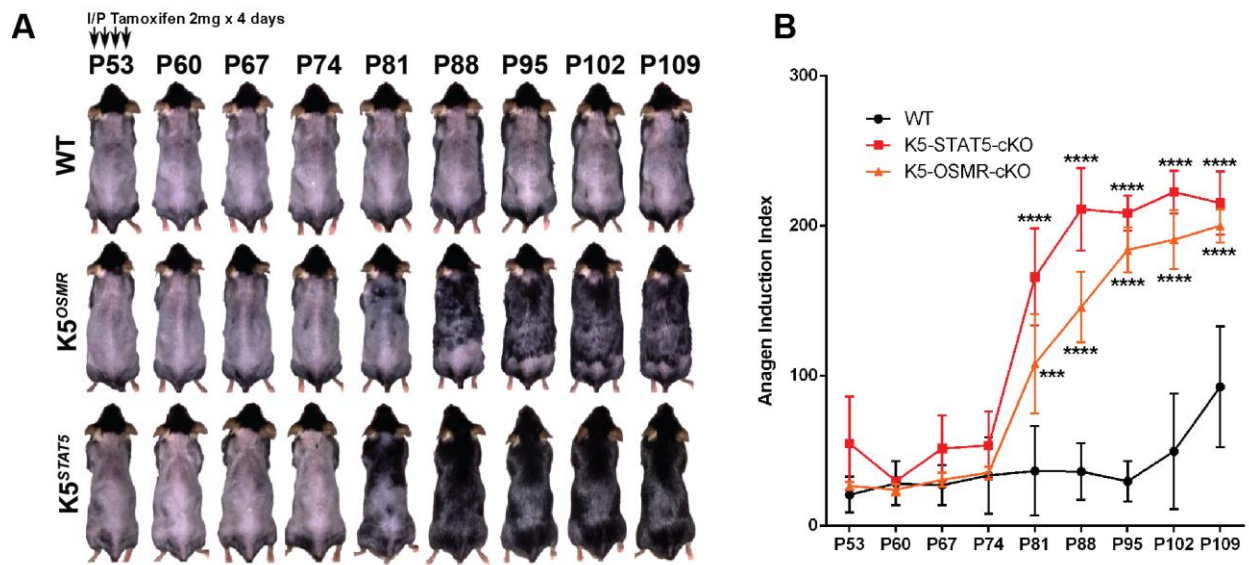 A
I/P Tamoxifen 2mg x 4 days
P53 P60 P67 P74 P81 P88 P95 P102 P109
WT
K5OSMR
K5STAT5
B
Anagen Induction Index
300
200
100
0
WT
K5-STAT5-cKO
K5-OSMR-cKO
**** **** **** **** ****
*** **** **** **** ****
P53 P60 P67 P74 P81 P88 P95 P102 P109